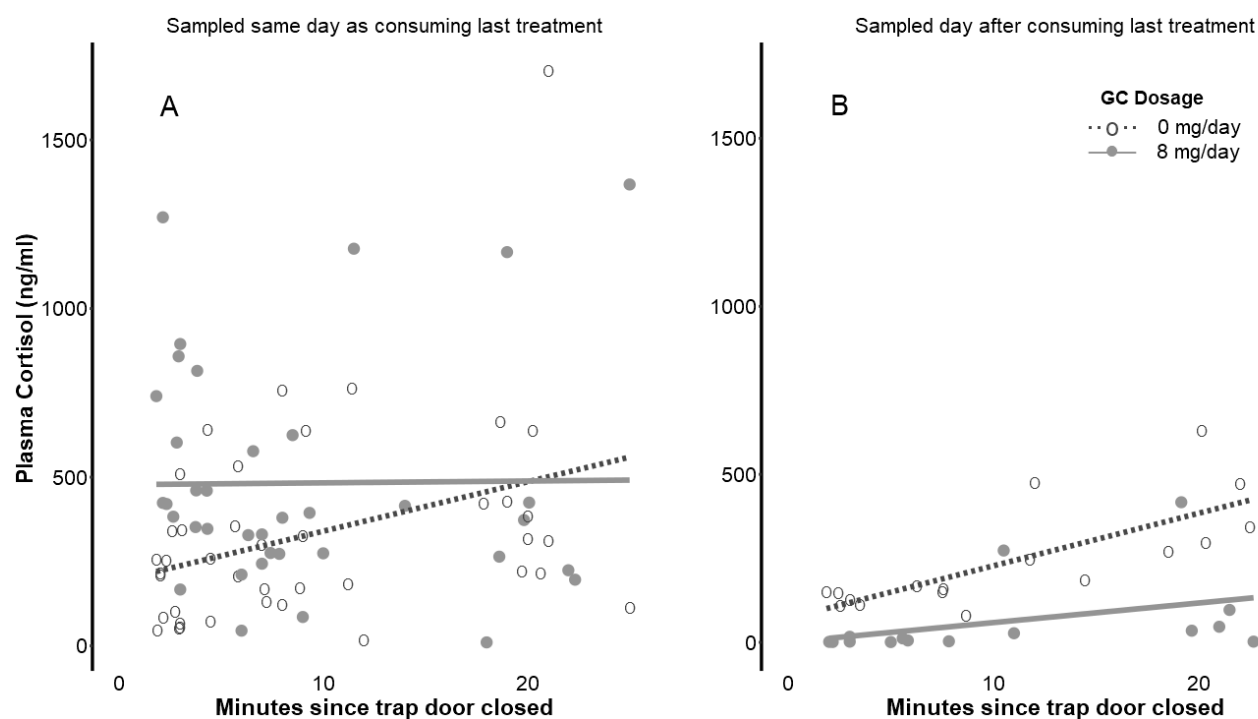 Sampled same day as consuming last treatment
A
1500
1000
500
0
Plasma Cortisol (ng/ml)
0 10 20
Minutes since trap door closed
Sampled day after consuming last treatment
B
GC Dosage
0 mg/day
8 mg/day
1500
1000
500
0
0 10 20
Minutes since trap door closed